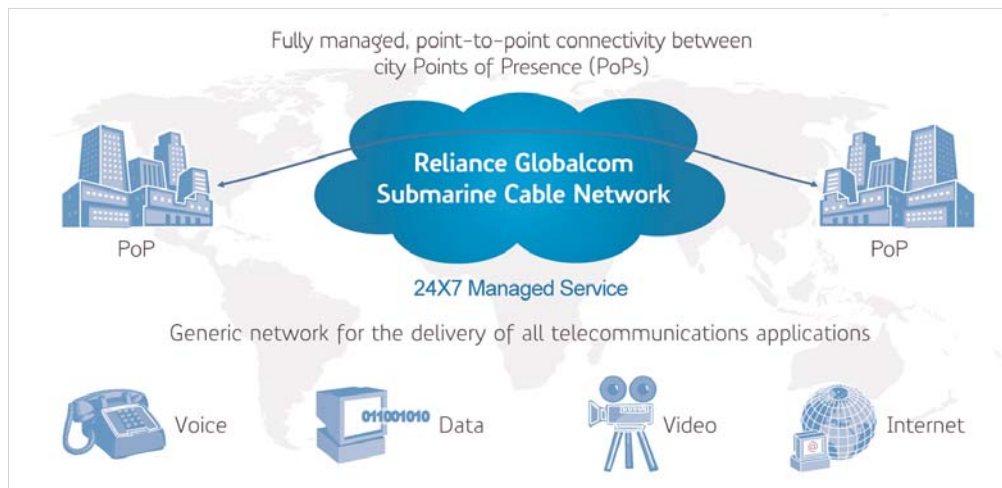 Fully managed, point-to-point connectivity between
city Points of Presence (PoPs)
Reliance Globalcom
Submarine Cable Network
PoP
PoP
24X7 Managed Service
Generic network for the delivery of all telecommunications applications
Voice
011001010
Data
Video
@
Internet